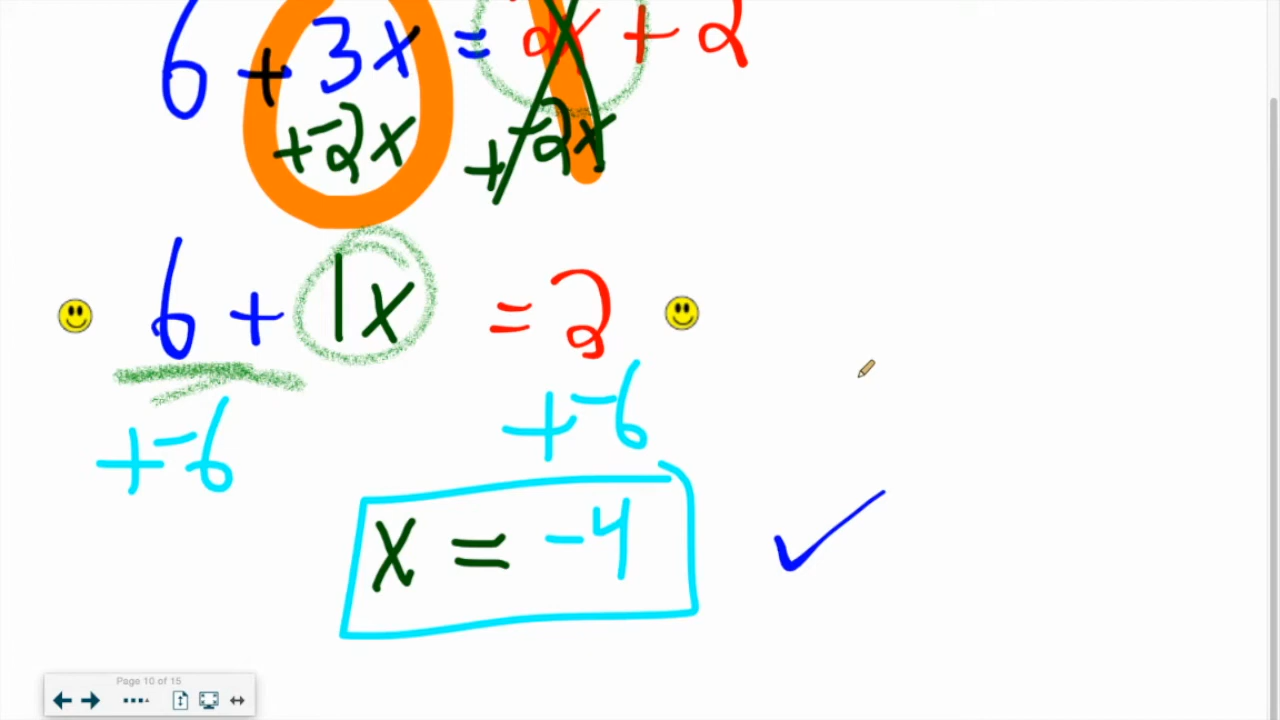 6 + 3x = 2x + 2
+ -2x + -2x
6 + 1x = 2
+ -6 + -6
x = -4
Page 10 of 15